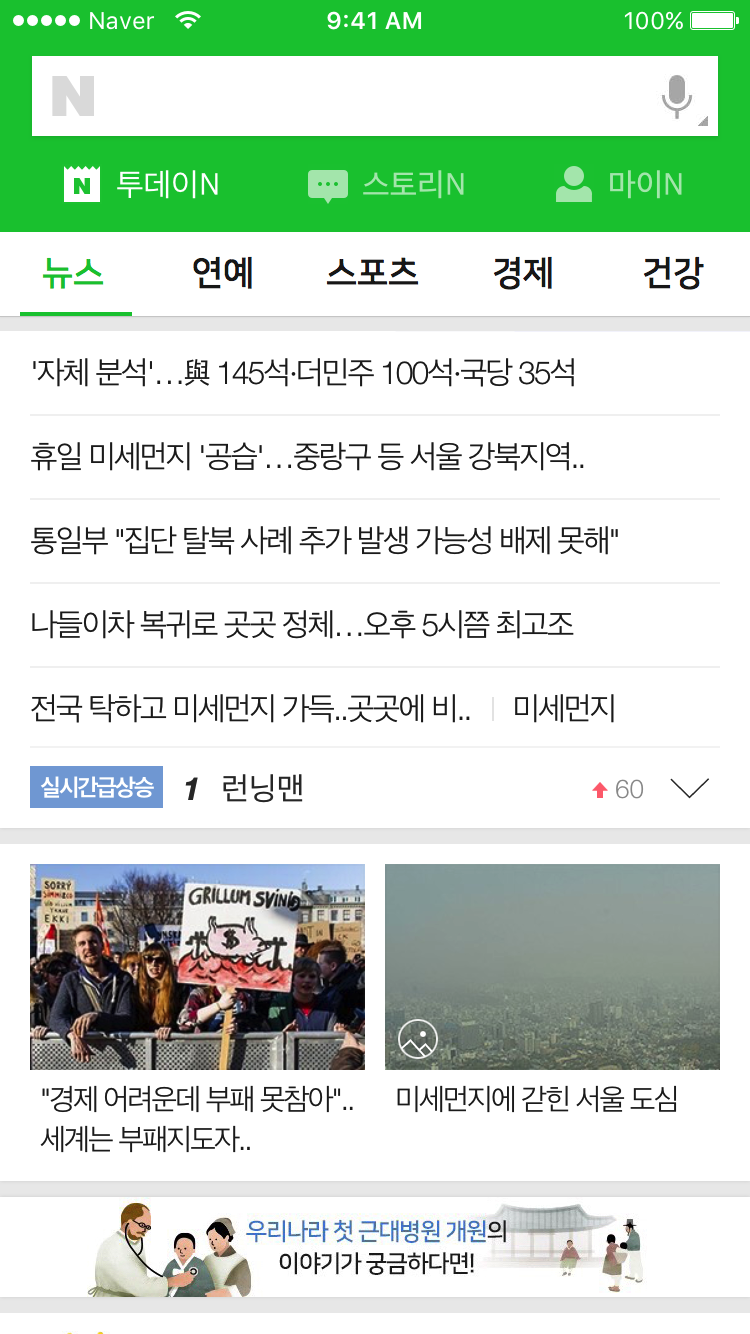 Naver 9:41 AM 100%
N
투데이N 스토리N 마이N
뉴스 연예 스포츠 경제 건강
'자체 분석'…與 145석·더민주 100석·국당 35석
휴일 미세먼지 '공습'…중랑구 등 서울 강북지역..
통일부 "집단 탈북 사례 추가 발생 가능성 배제 못해"
나들이차 복귀로 곳곳 정체…오후 5시쯤 최고조
전국 탁하고 미세먼지 가득..곳곳에 비.. 미세먼지
실시간급상승 1 런닝맨 60
SORRY
EKKI
GRILLUM SVINIÐ
$
"경제 어려운데 부패 못참아"..
세계는 부패지도자..
미세먼지에 갇힌 서울 도심
우리나라 첫 근대병원 개원의
이야기가 궁금하다면!